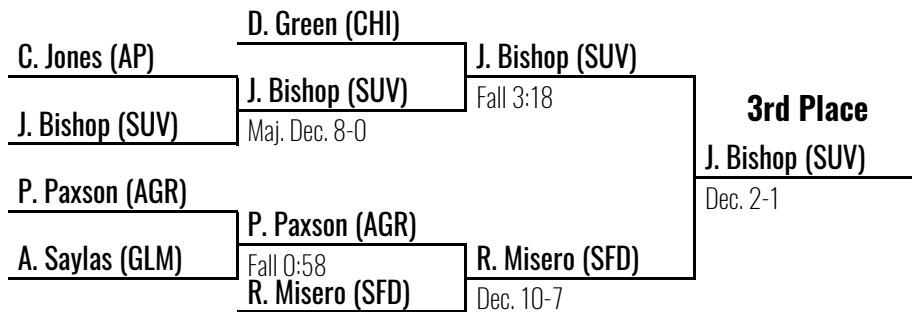 D. Green (CHI)
C. Jones (AP)
J. Bishop (SUV)
J. Bishop (SUV)
Fall 3:18
J. Bishop (SUV)
Maj. Dec. 8-0
3rd Place
J. Bishop (SUV)
Dec. 2-1
P. Paxson (AGR)
P. Paxson (AGR)
A. Saylas (GLM)
Fall 0:58
R. Misero (SFD)
R. Misero (SFD)
Dec. 10-7